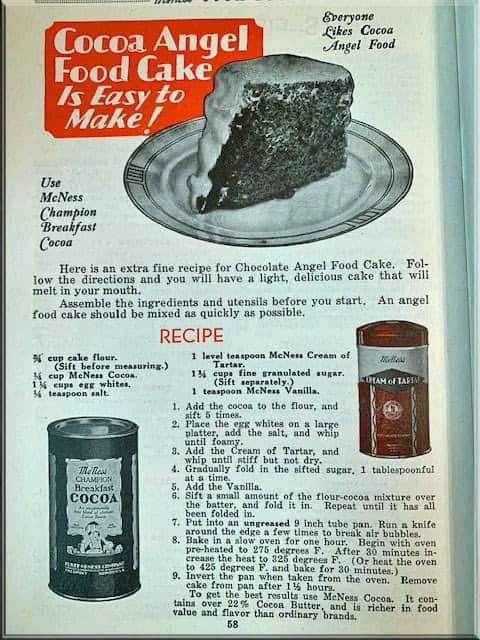 Everyone
Likes Cocoa
Angel Food
Cocoa Angel
Food Cake
Is Easy to
Make!
Use
McNess
Champion
Breakfast
Cocoa
Here is an extra fine recipe for Chocolate Angel Food Cake. Fol-
low the directions and you will have a light, delicious cake that will
melt in your mouth.
Assemble the ingredients and utensils before you start. An angel
food cake should be mixed as quickly as possible.
RECIPE
¾ cup cake flour.
(Sift before measuring.)
¼ cup McNess Cocoa.
1¼ cups egg whites.
¼ teaspoon salt.
1 level teaspoon McNess Cream of
Tartar.
1¼ cups fine granulated sugar.
(Sift separately.)
1 teaspoon McNess Vanilla.
McNess
CREAM of TARTAR
1. Add the cocoa to the flour, and
sift 5 times.
2. Place the egg whites on a large
platter, add the salt, and whip
until foamy.
3. Add the Cream of Tartar, and
whip until stiff but not dry.
4. Gradually fold in the sifted sugar, 1 tablespoonful
at a time.
5. Add the Vanilla.
6. Sift a small amount of the flour-cocoa mixture over
the batter, and fold it in. Repeat until it has all
been folded in.
7. Put into an ungreased 9 inch tube pan. Run a knife
around the edge a few times to break air bubbles.
8. Bake in a slow oven for one hour. Begin with oven
pre-heated to 275 degrees F. After 30 minutes in-
crease the heat to 325 degrees F. (Or heat the oven
to 425 degrees F. and bake for 30 minutes.)
9. Invert the pan when taken from the oven. Remove
cake from pan after 1½ hours.
To get the best results use McNess Cocoa. It con-
tains over 22% Cocoa Butter, and is richer in food
value and flavor than ordinary brands.
McNess
CHAMPION
Breakfast
COCOA
FURST-McNESS COMPANY
58